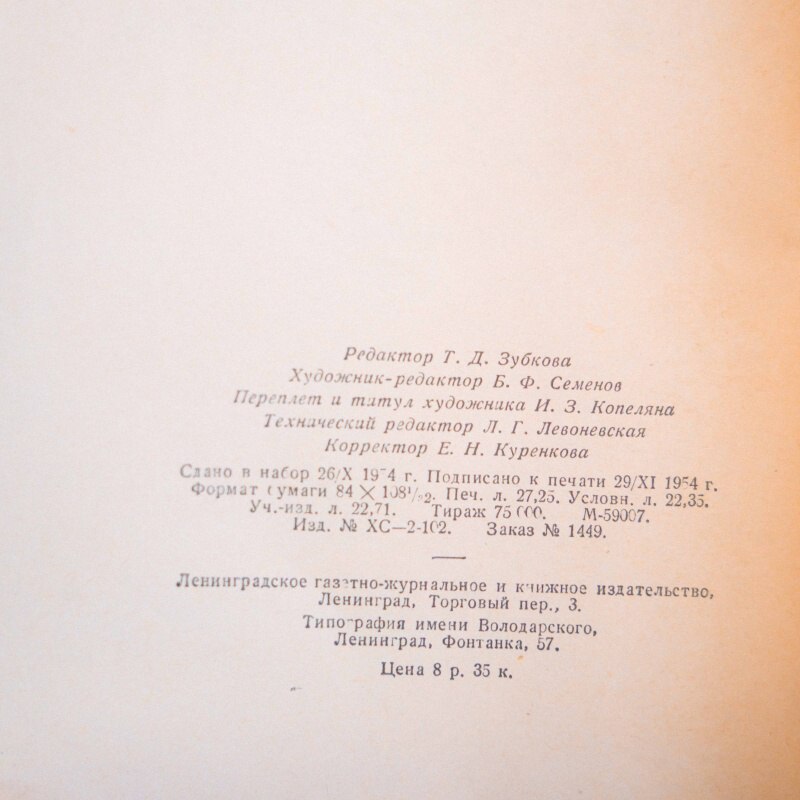 Редактор Т. Д. Зубкова
Художник-редактор Б. Ф. Семенов
Переплет и титул художника И. З. Копеляна
Технический редактор Л. Г. Левоневская
Корректор Е. Н. Куренкова
Сдано в набор 26/X 1954 г. Подписано к печати 29/XI 1954 г.
Формат бумаги 84 × 108¹/₃₂. Печ. л. 27,25. Условн. л. 22,35.
Уч.-изд. л. 22,71. Тираж 75 000. М-59007.
Изд. № ХС—2-102. Заказ № 1449.
Ленинградское газетно-журнальное и книжное издательство,
Ленинград, Торговый пер., 3.
Типография имени Володарского,
Ленинград, Фонтанка, 57.
Цена 8 р. 35 к.